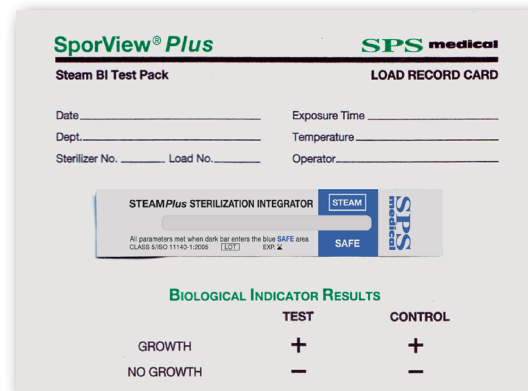 SporView® Plus
SPS medical
Steam BI Test Pack
LOAD RECORD CARD
Date
Exposure Time
Dept.
Temperature
Sterilizer No. Load No.
Operator
STEAMPlus STERILIZATION INTEGRATOR
STEAM
SPS medical
All parameters met when dark bar enters the blue SAFE area
CLASS 5/ISO 11140-1:2005 LOT EXP.
SAFE
BIOLOGICAL INDICATOR RESULTS
TEST CONTROL
GROWTH + +
NO GROWTH – –